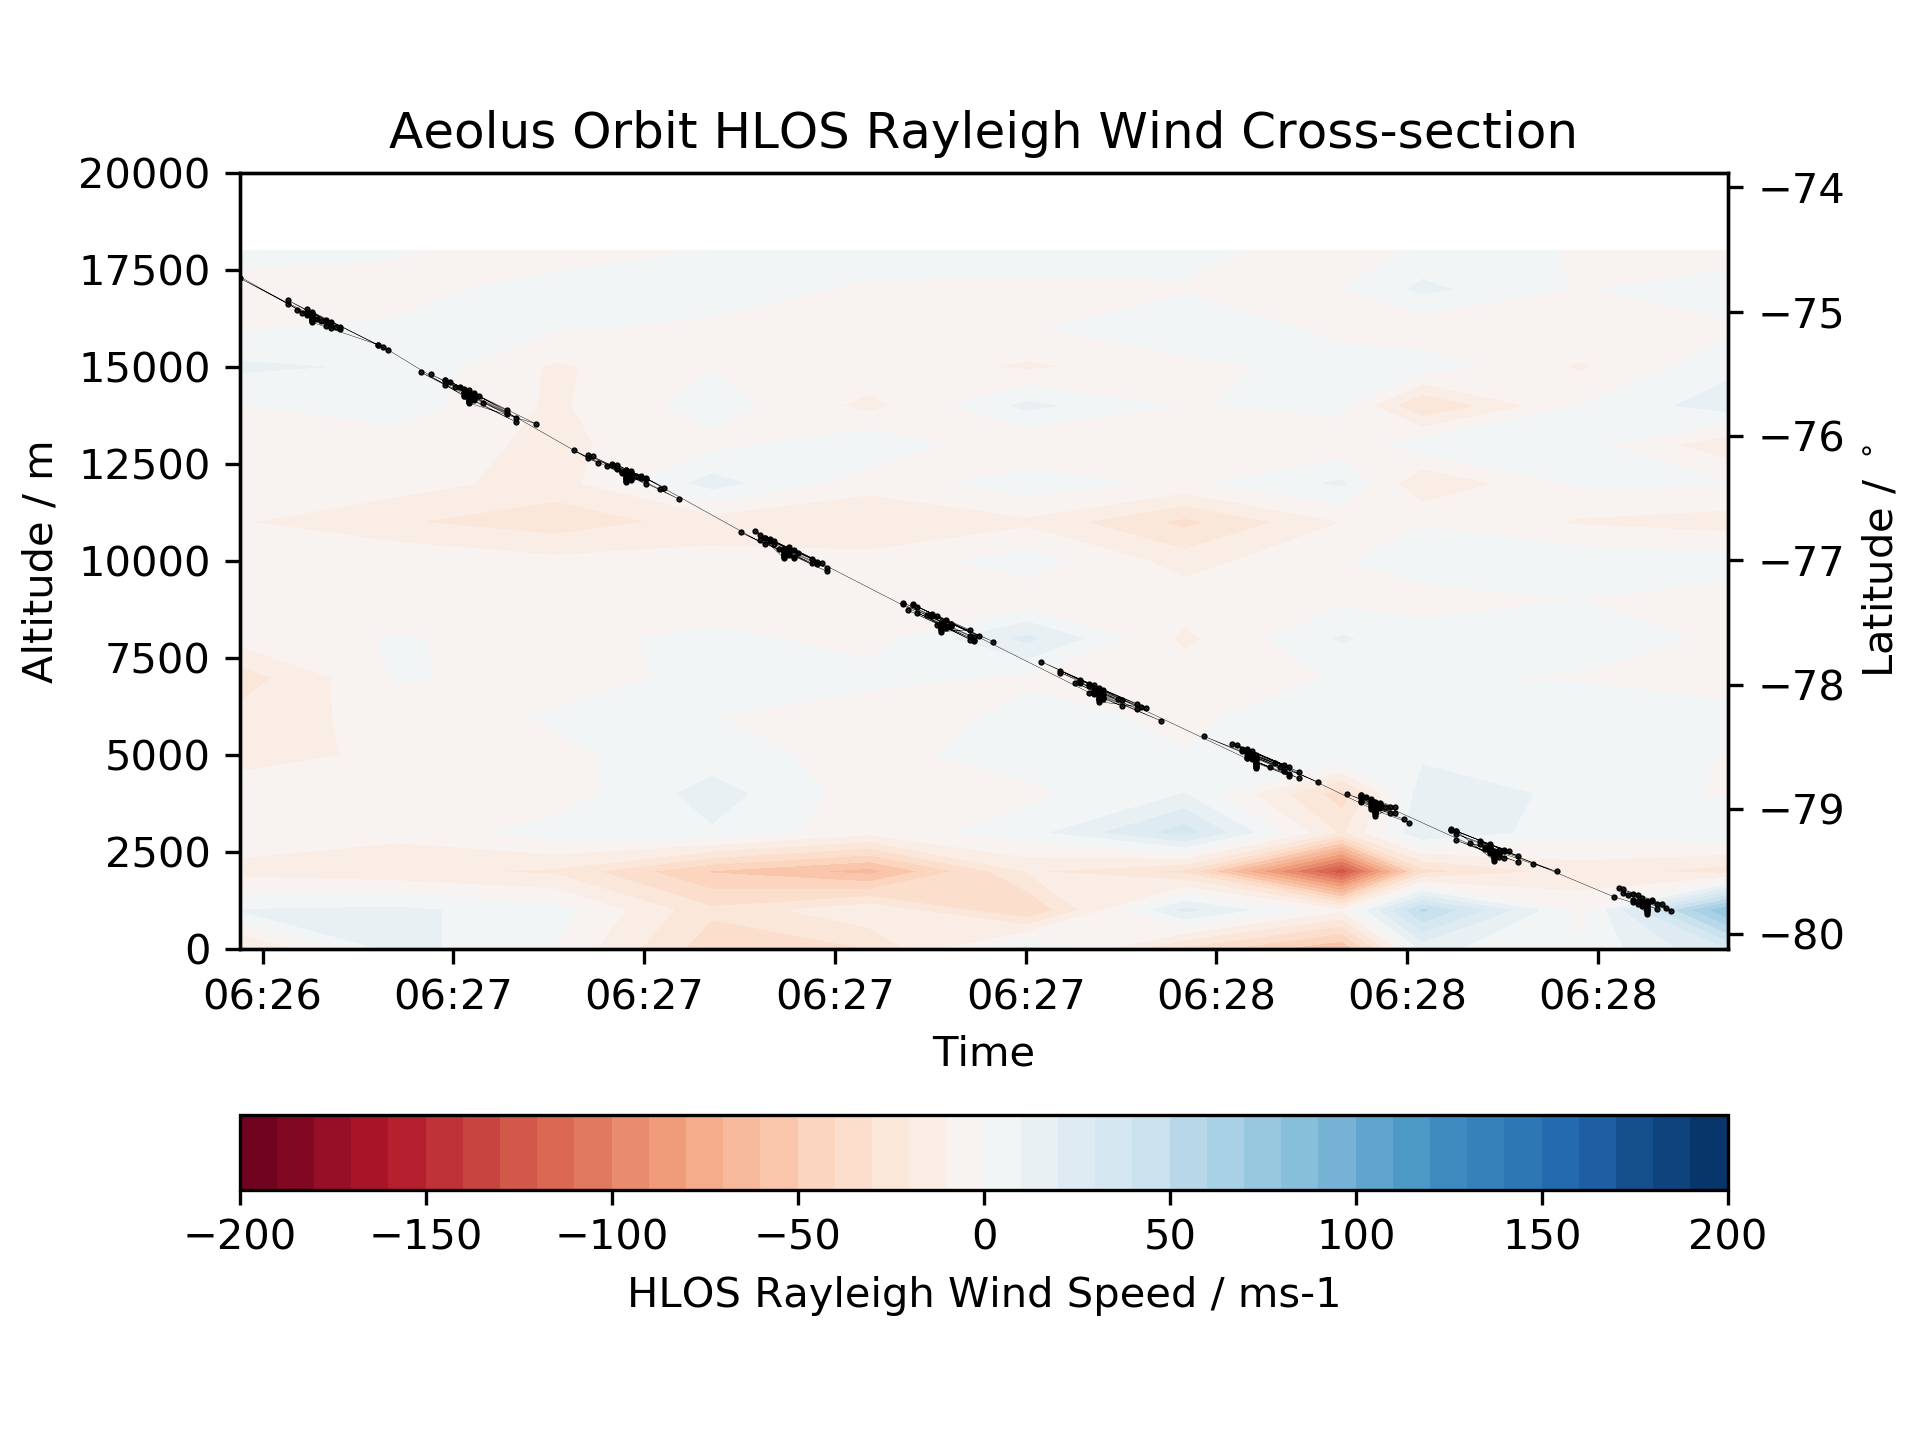 Aeolus Orbit HLOS Rayleigh Wind Cross-section
20000
17500
15000
12500
10000
7500
5000
2500
0
Altitude / m
−74
−75
−76
−77
−78
−79
−80
Latitude / °
06:26 06:27 06:27 06:27 06:27 06:28 06:28 06:28
Time
−200 −150 −100 −50 0 50 100 150 200
HLOS Rayleigh Wind Speed / ms-1